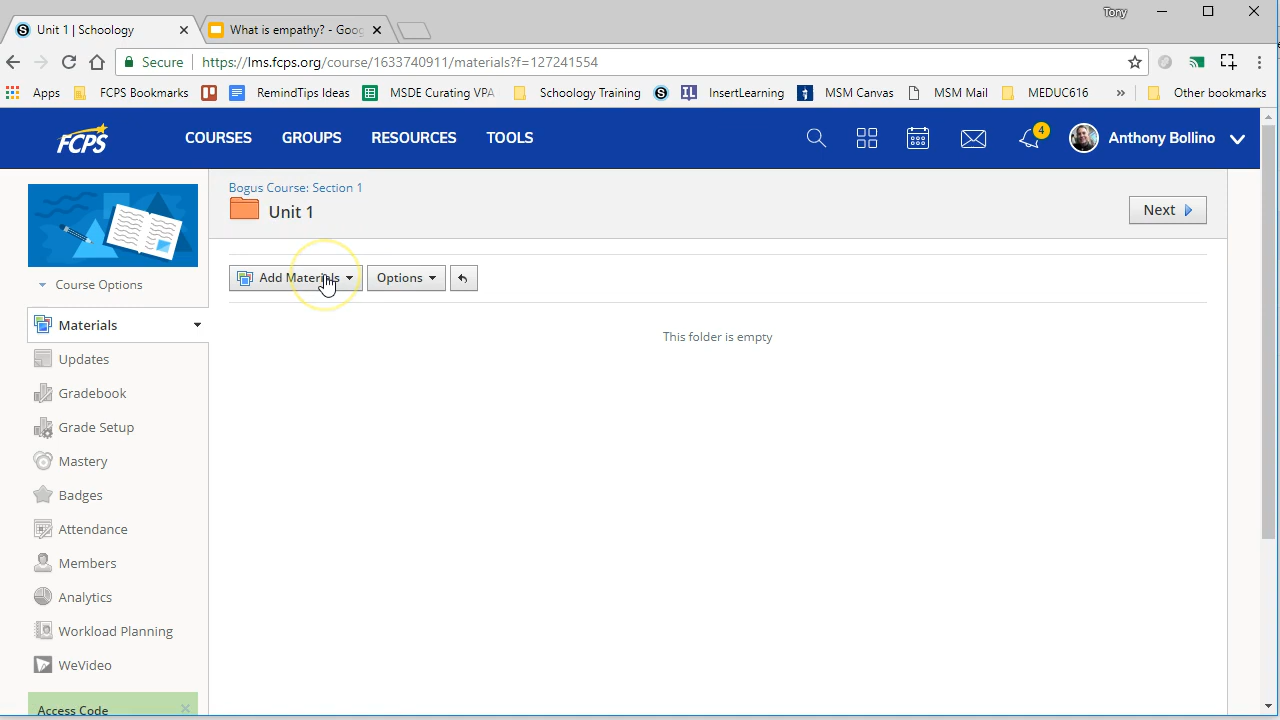 Unit 1 | Schoology
What is empathy? - Goog
Tony
Secure
https://lms.fcps.org/course/1633740911/materials?f=127241554
Apps
FCPS Bookmarks
RemindTips Ideas
MSDE Curating VPA
Schoology Training
InsertLearning
MSM Canvas
MSM Mail
MEDUC616
»
Other bookmarks
FCPS
COURSES
GROUPS
RESOURCES
TOOLS
4
Anthony Bollino
Bogus Course: Section 1
Unit 1
Next
Add Materials
Options
This folder is empty
Course Options
Materials
Updates
Gradebook
Grade Setup
Mastery
Badges
Attendance
Members
Analytics
Workload Planning
WeVideo
Access Code